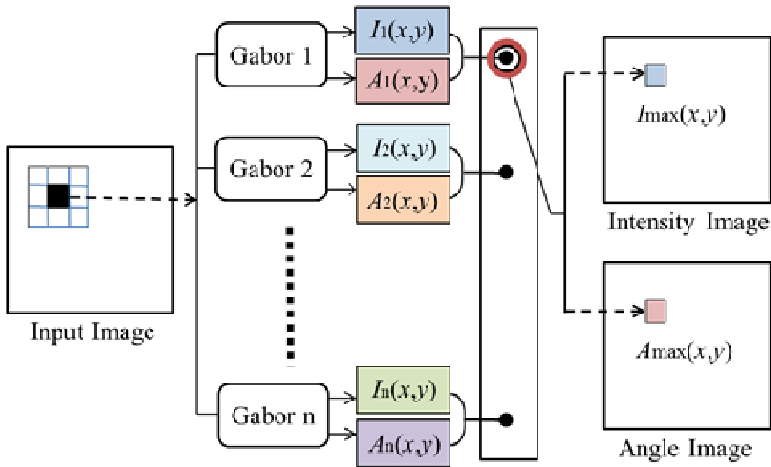 Gabor 1
I1(x,y)
A1(x,y)
Gabor 2
I2(x,y)
A2(x,y)
Input Image
Gabor n
In(x,y)
An(x,y)
Imax(x,y)
Intensity Image
Amax(x,y)
Angle Image